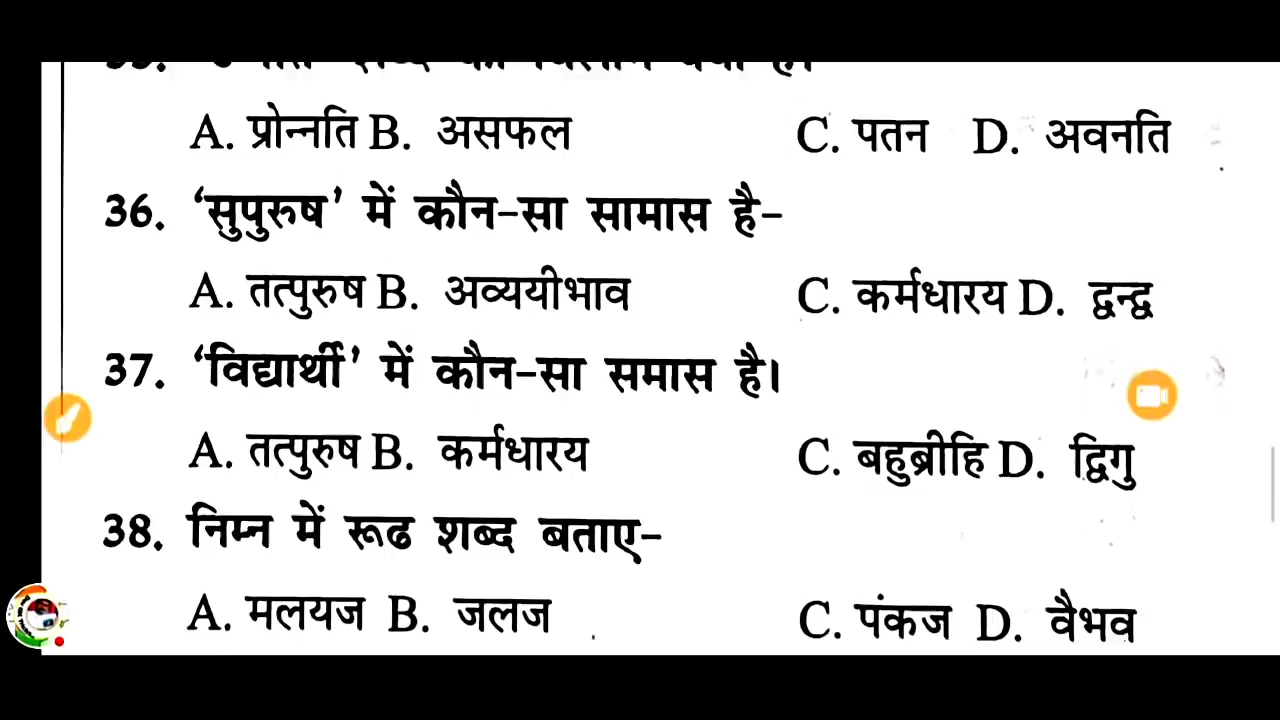 A. प्रोन्नति B. असफल C. पतन D. अवनति
36. ‘सुपुरुष’ में कौन-सा सामास है-
A. तत्पुरुष B. अव्ययीभाव C. कर्मधारय D. द्वन्द्व
37. ‘विद्यार्थी’ में कौन-सा समास है।
A. तत्पुरुष B. कर्मधारय C. बहुब्रीहि D. द्विगु
38. निम्न में रूढ शब्द बताए-
A. मलयज B. जलज C. पंकज D. वैभव